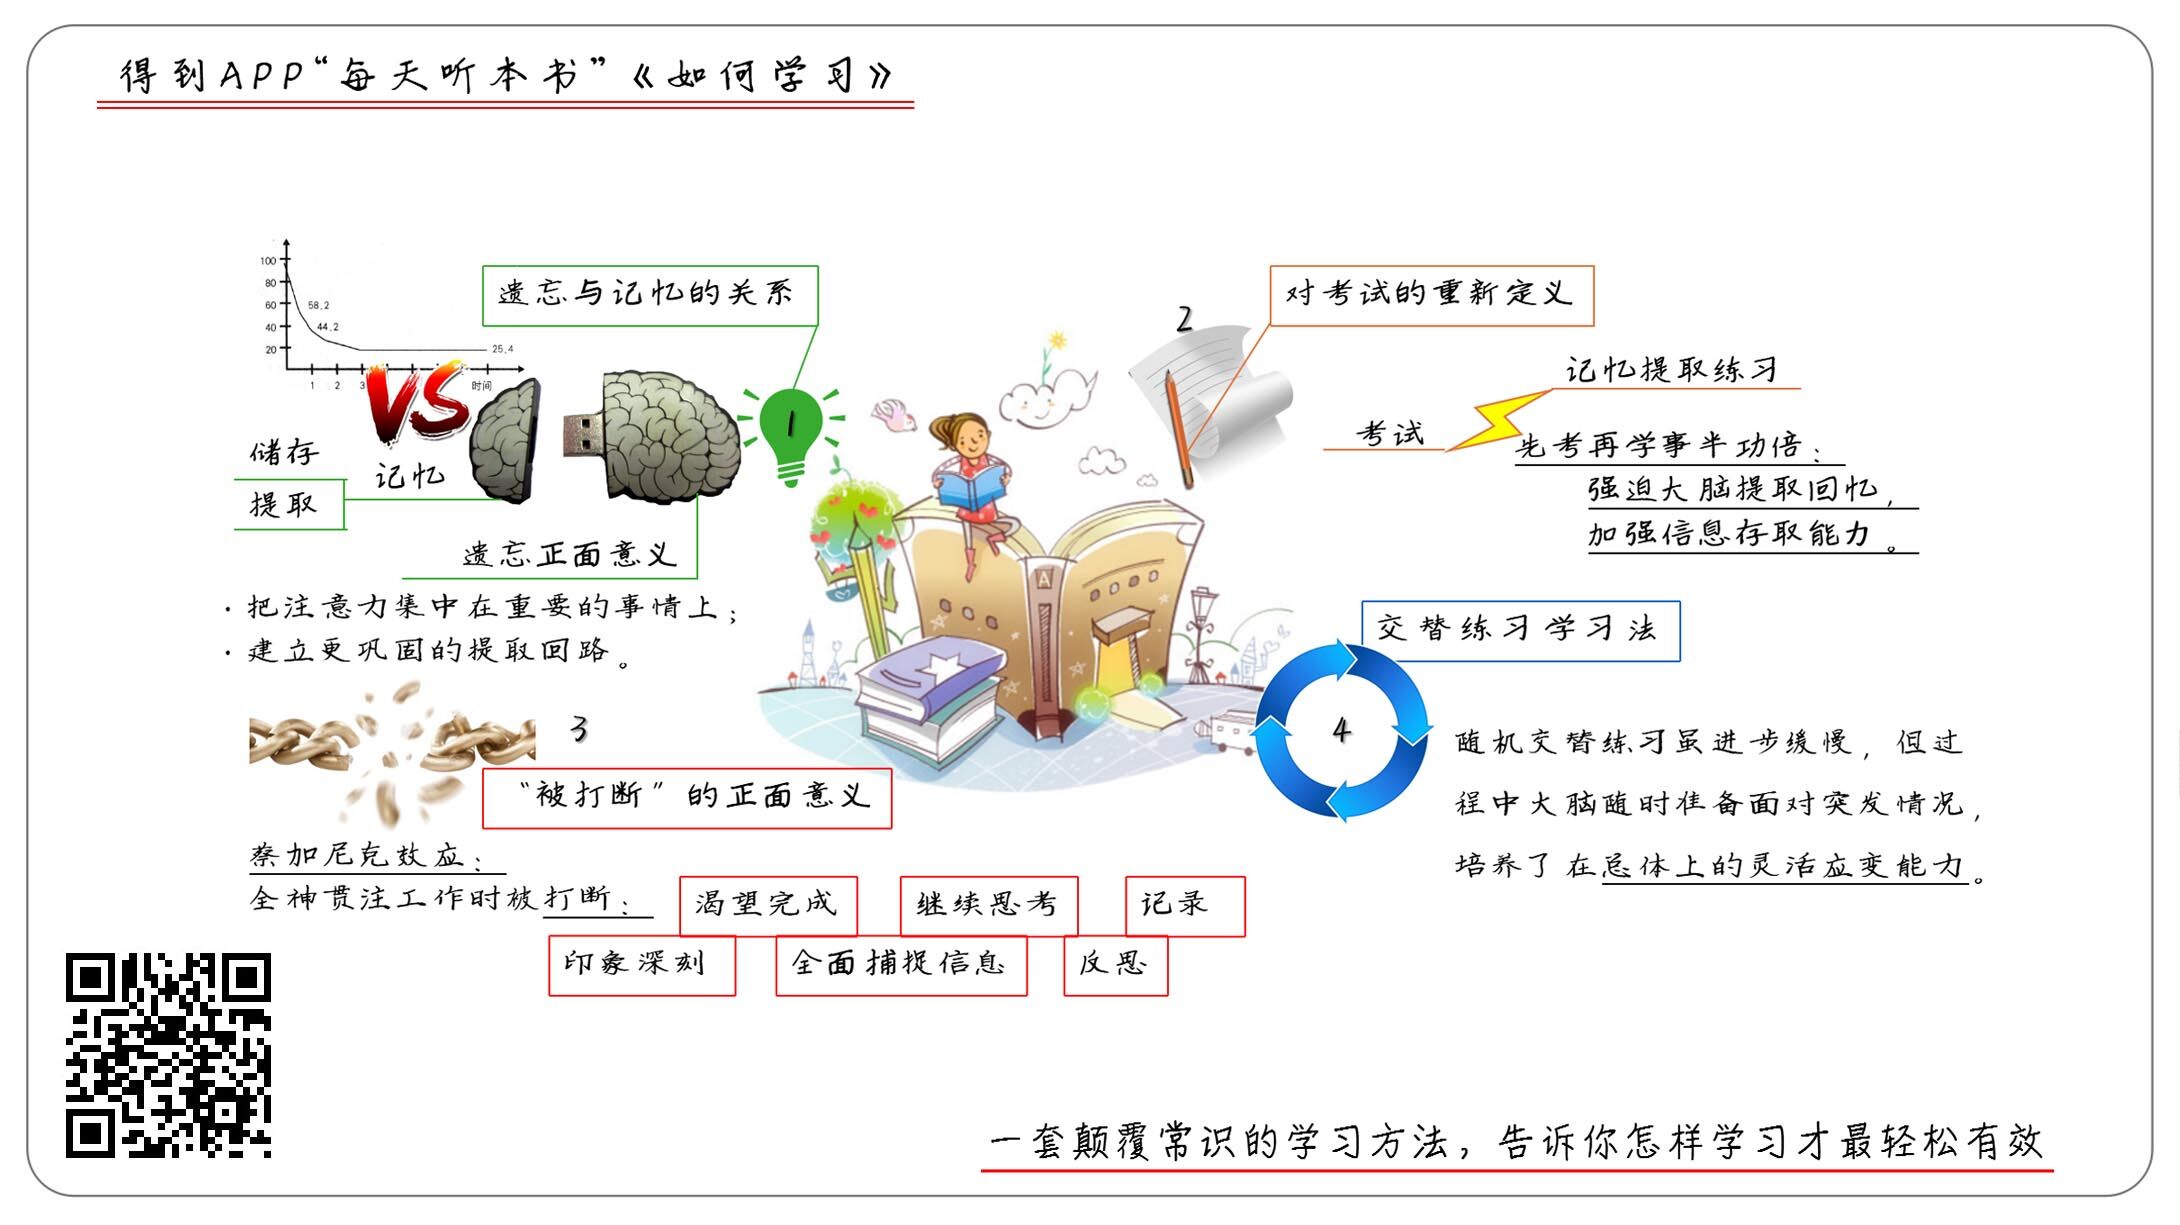 得到APP“每天听本书”《如何学习》
遗忘与记忆的关系
100
80
60
40
20
58.2
44.2
25.4
1 2 3
时间
VS
1
储存
提取
记忆
遗忘正面意义
· 把注意力集中在重要的事情上；
· 建立更巩固的提取回路。
2
对考试的重新定义
考试
记忆提取练习
先考再学事半功倍：
强迫大脑提取回忆，
加强信息存取能力。
A
3
“被打断”的正面意义
蔡加尼克效应：
全神贯注工作时被打断：
渴望完成 继续思考 记录
印象深刻 全面捕捉信息 反思
4
交替练习学习法
随机交替练习虽进步缓慢，但过
程中大脑随时准备面对突发情况，
培养了在总体上的灵活应变能力。
一套颠覆常识的学习方法，告诉你怎样学习才最轻松有效